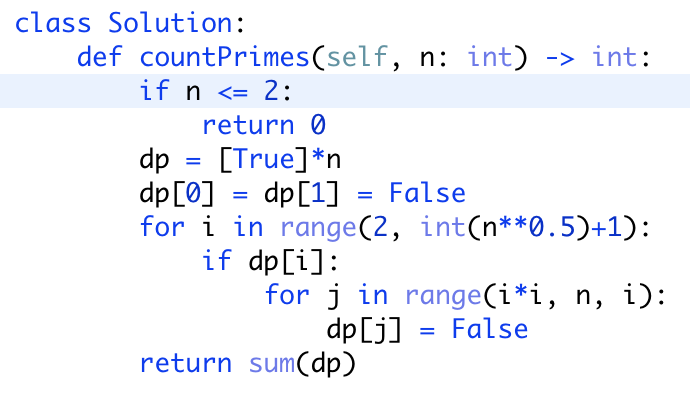 class Solution:
    def countPrimes(self, n: int) -> int:
        if n <= 2:
            return 0
        dp = [True]*n
        dp[0] = dp[1] = False
        for i in range(2, int(n**0.5)+1):
            if dp[i]:
                for j in range(i*i, n, i):
                    dp[j] = False
        return sum(dp)